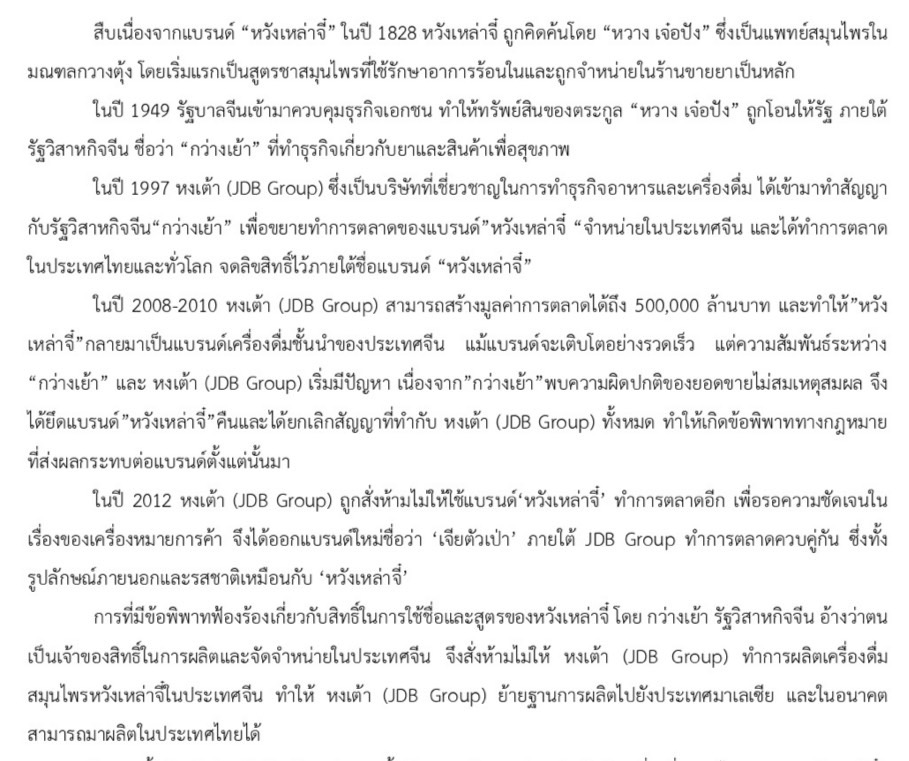 สืบเนื่องจากแบรนด์ “หวังเหล่าจี๋” ในปี 1828 หวังเหล่าจี๋ ถูกคิดค้นโดย “หวาง เจ๋อปัง” ซึ่งเป็นแพทย์สมุนไพรใน
มณฑลกวางตุ้ง โดยเริ่มแรกเป็นสูตรชาสมุนไพรที่ใช้รักษาอาการร้อนในและถูกจำหน่ายในร้านขายยาเป็นหลัก
ในปี 1949 รัฐบาลจีนเข้ามาควบคุมธุรกิจเอกชน ทำให้ทรัพย์สินของตระกูล “หวาง เจ๋อปัง” ถูกโอนให้รัฐ ภายใต้
รัฐวิสาหกิจจีน ชื่อว่า “กว่างเย้า” ที่ทำธุรกิจเกี่ยวกับยาและสินค้าเพื่อสุขภาพ
ในปี 1997 หงเต้า (JDB Group) ซึ่งเป็นบริษัทที่เชี่ยวชาญในการทำธุรกิจอาหารและเครื่องดื่ม ได้เข้ามาทำสัญญา
กับรัฐวิสาหกิจจีน“กว่างเย้า” เพื่อขยายทำการตลาดของแบรนด์”หวังเหล่าจี๋ “จำหน่ายในประเทศจีน และได้ทำการตลาด
ในประเทศไทยและทั่วโลก จดลิขสิทธิ์ไว้ภายใต้ชื่อแบรนด์ “หวังเหล่าจี๋”
ในปี 2008-2010 หงเต้า (JDB Group) สามารถสร้างมูลค่าการตลาดได้ถึง 500,000 ล้านบาท และทำให้”หวัง
เหล่าจี๋”กลายมาเป็นแบรนด์เครื่องดื่มชั้นนำของประเทศจีน แม้แบรนด์จะเติบโตอย่างรวดเร็ว แต่ความสัมพันธ์ระหว่าง
“กว่างเย้า” และ หงเต้า (JDB Group) เริ่มมีปัญหา เนื่องจาก”กว่างเย้า”พบความผิดปกติของยอดขายไม่สมเหตุสมผล จึง
ได้ยึดแบรนด์”หวังเหล่าจี๋”คืนและได้ยกเลิกสัญญาที่ทำกับ หงเต้า (JDB Group) ทั้งหมด ทำให้เกิดข้อพิพาททางกฎหมาย
ที่ส่งผลกระทบต่อแบรนด์ตั้งแต่นั้นมา
ในปี 2012 หงเต้า (JDB Group) ถูกสั่งห้ามไม่ให้ใช้แบรนด์‘หวังเหล่าจี๋’ ทำการตลาดอีก เพื่อรอความชัดเจนใน
เรื่องของเครื่องหมายการค้า จึงได้ออกแบรนด์ใหม่ชื่อว่า ‘เจียตัวเป่า’ ภายใต้ JDB Group ทำการตลาดควบคู่กัน ซึ่งทั้ง
รูปลักษณ์ภายนอกและรสชาติเหมือนกับ ‘หวังเหล่าจี๋’
การที่มีข้อพิพาทฟ้องร้องเกี่ยวกับสิทธิ์ในการใช้ชื่อและสูตรของหวังเหล่าจี๋ โดย กว่างเย้า รัฐวิสาหกิจจีน อ้างว่าตน
เป็นเจ้าของสิทธิ์ในการผลิตและจัดจำหน่ายในประเทศจีน จึงสั่งห้ามไม่ให้ หงเต้า (JDB Group) ทำการผลิตเครื่องดื่ม
สมุนไพรหวังเหล่าจี๋ในประเทศจีน ทำให้ หงเต้า (JDB Group) ย้ายฐานการผลิตไปยังประเทศมาเลเซีย และในอนาคต
สามารถมาผลิตในประเทศไทยได้